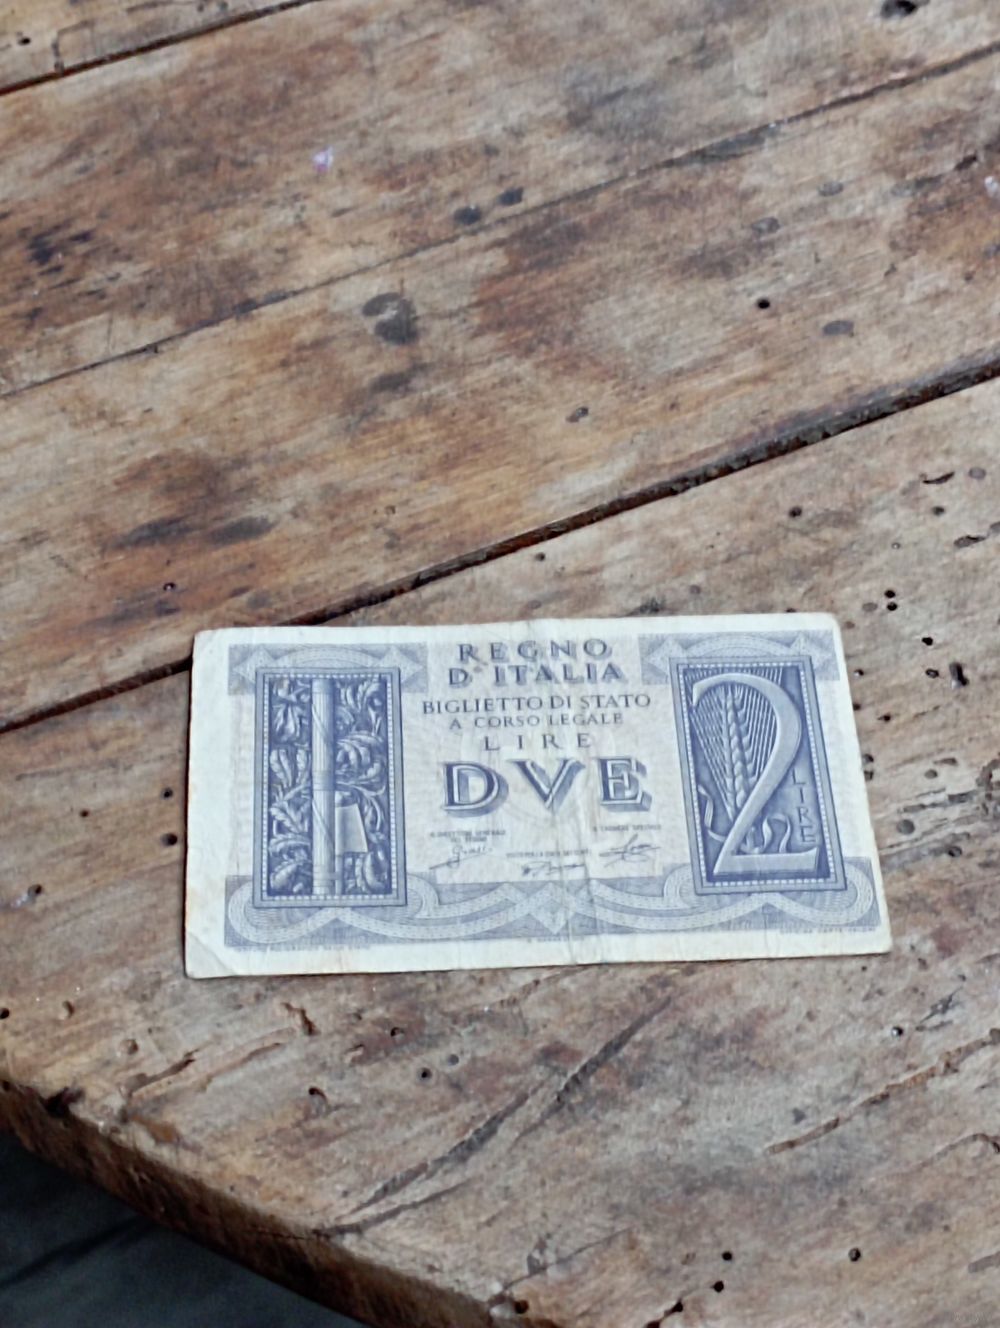 REGNO
D'ITALIA
BIGLIETTO DI STATO
A CORSO LEGALE
LIRE
DVE
2
LIRE